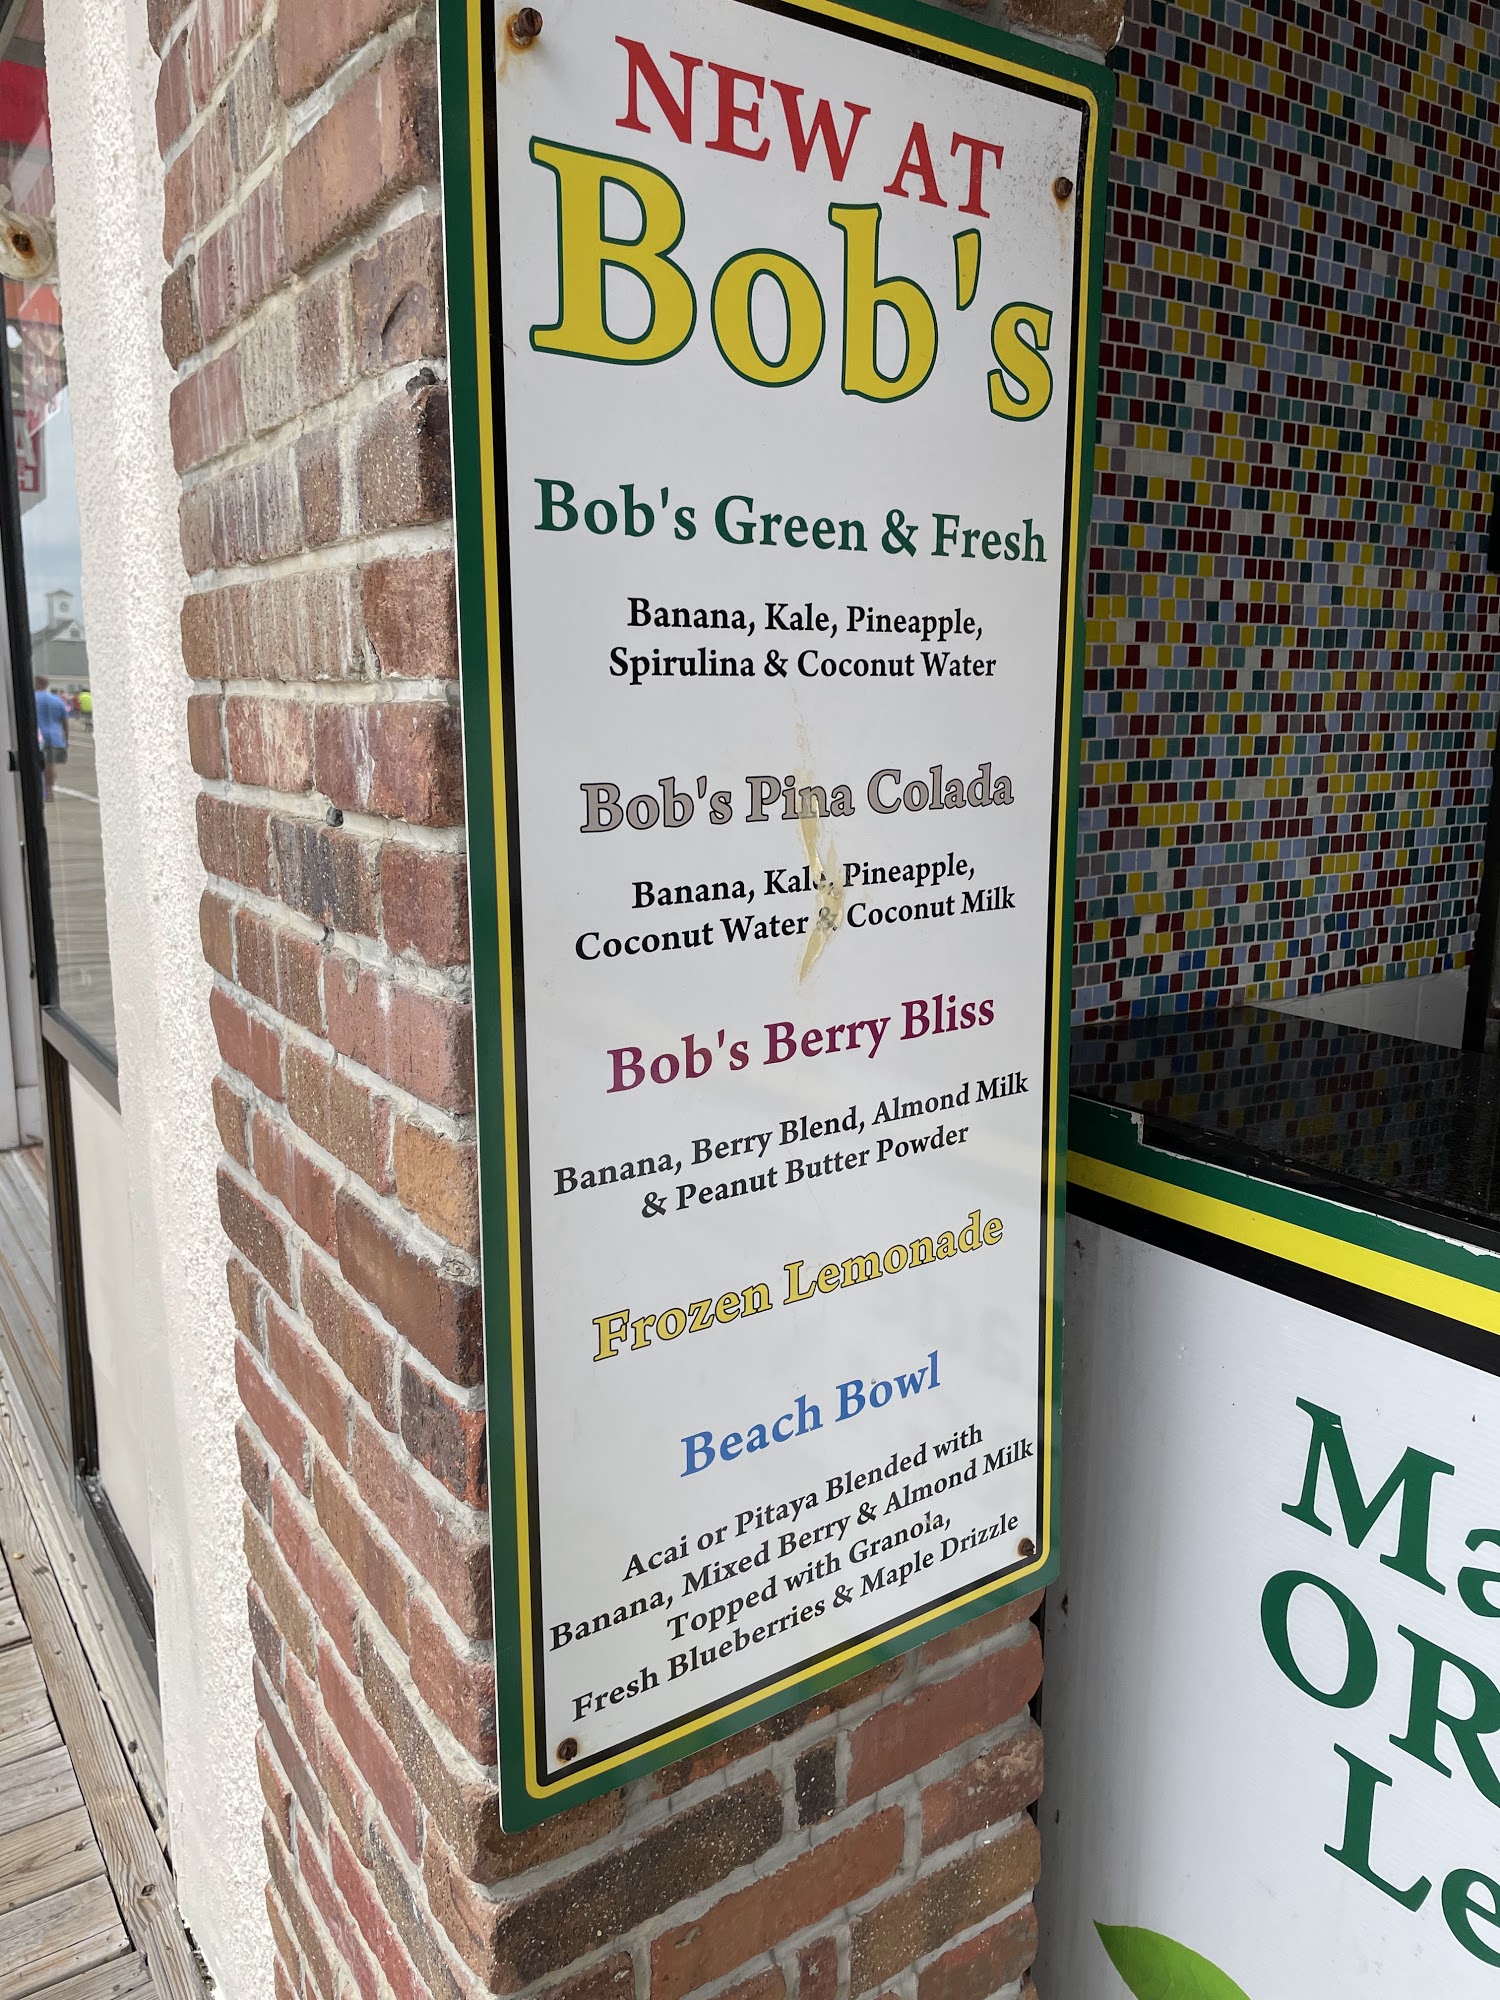 NEW AT
Bob's
Bob's Green & Fresh
Banana, Kale, Pineapple,
Spirulina & Coconut Water
Bob's Pina Colada
Banana, Kale, Pineapple,
Coconut Water & Coconut Milk
Bob's Berry Bliss
Banana, Berry Blend, Almond Milk
& Peanut Butter Powder
Frozen Lemonade
Beach Bowl
Acai or Pitaya Blended with
Banana, Mixed Berry & Almond Milk
Topped with Granola,
Fresh Blueberries & Maple Drizzle